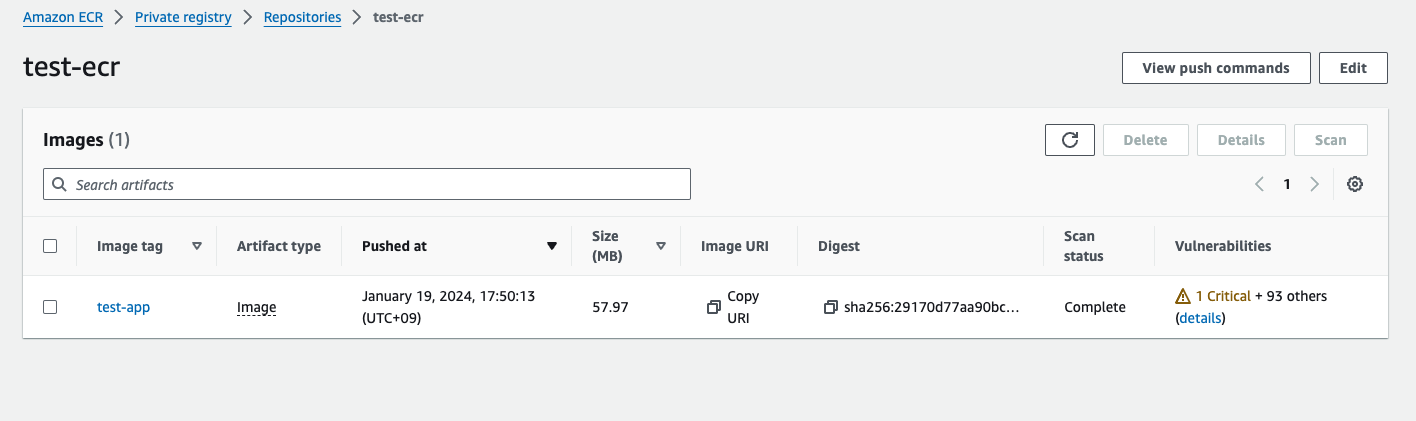 Amazon ECR > Private registry > Repositories > test-ecr
test-ecr
View push commands
Edit
Images (1)
Delete
Details
Scan
Search artifacts
1
Image tag
Artifact type
Pushed at
Size
(MB)
Image URI
Digest
Scan
status
Vulnerabilities
test-app
Image
January 19, 2024, 17:50:13
(UTC+09)
57.97
Copy
URI
sha256:29170d77aa90bc...
Complete
1 Critical + 93 others
(details)